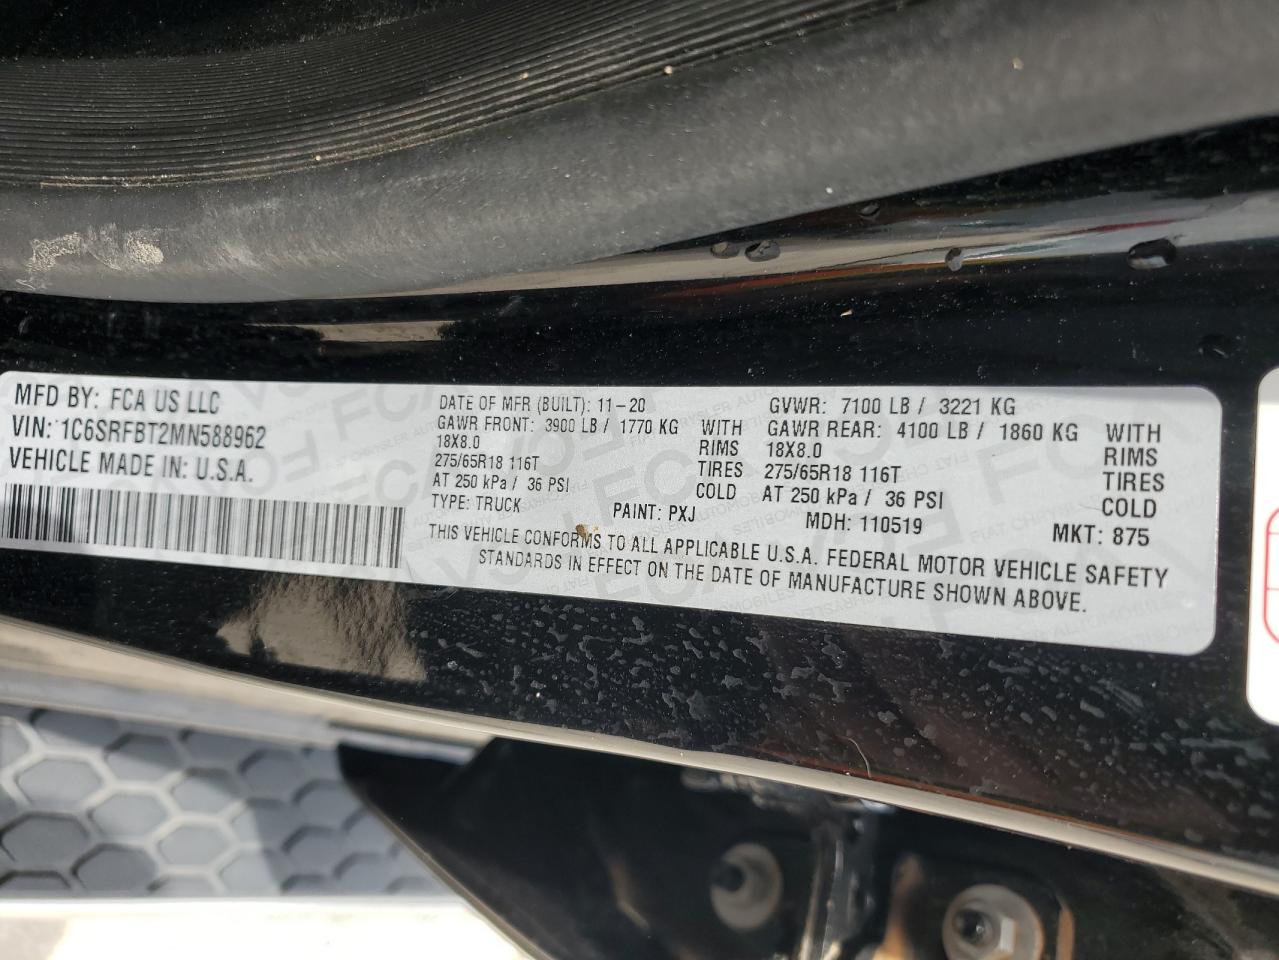 MFD BY: FCA US LLC
VIN: 1C6SRFBT2MN588962
VEHICLE MADE IN: U.S.A.
DATE OF MFR (BUILT): 11-20 GVWR: 7100 LB / 3221 KG
GAWR FRONT: 3900 LB / 1770 KG WITH GAWR REAR: 4100 LB / 1860 KG WITH
18X8.0 RIMS 18X8.0 RIMS
275/65R18 116T TIRES 275/65R18 116T TIRES
AT 250 kPa / 36 PSI COLD AT 250 kPa / 36 PSI COLD
TYPE: TRUCK PAINT: PXJ MDH: 110519 MKT: 875
THIS VEHICLE CONFORMS TO ALL APPLICABLE U.S.A. FEDERAL MOTOR VEHICLE SAFETY
STANDARDS IN EFFECT ON THE DATE OF MANUFACTURE SHOWN ABOVE.